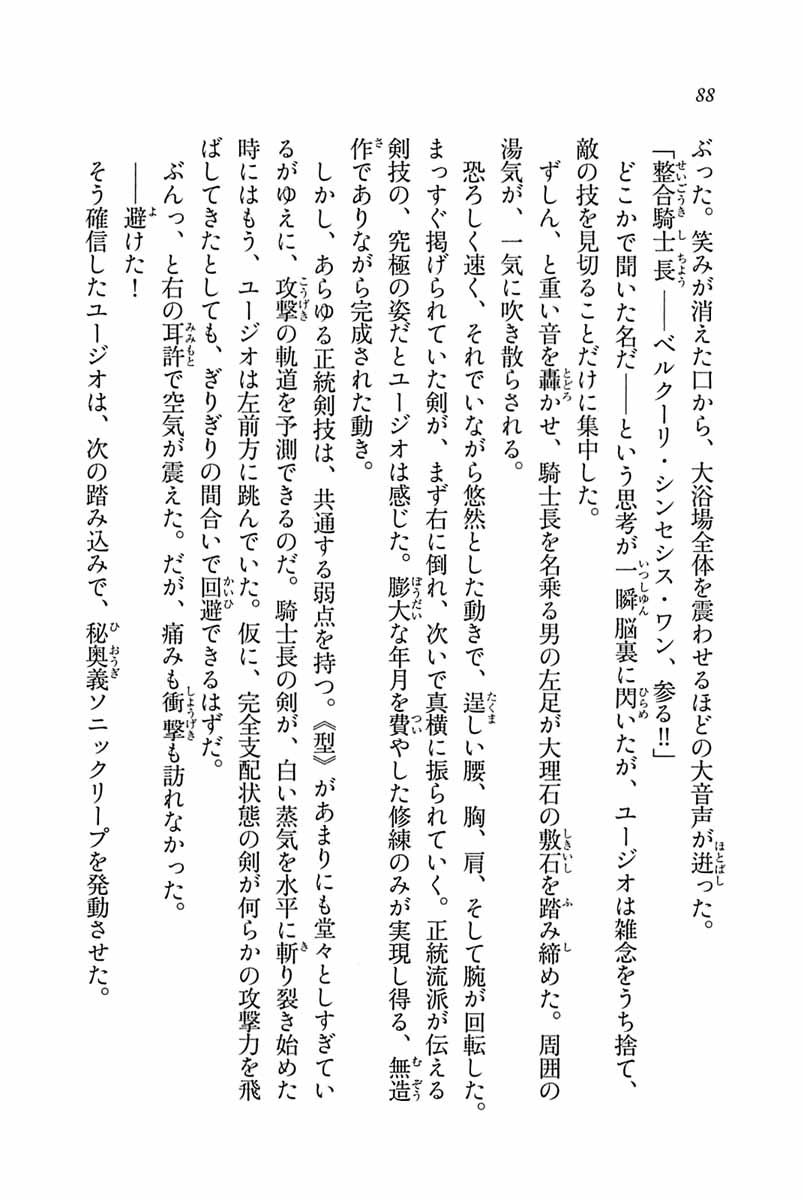 88
ぶった。笑みが消えた口から、大浴場全体を震わせるほどの大音声が迸った。
「整合騎士長——ベルクーリ・シンセシス・ワン、参る!!」
どこかで聞いた名だ——という思考が一瞬脳裏に閃いたが、ユージオは雑念をうち捨て、
敵の技を見切ることだけに集中した。
ずしん、と重い音を轟かせ、騎士長を名乗る男の左足が大理石の敷石を踏み締めた。周囲の
湯気が、一気に吹き散らされる。
恐ろしく速く、それでいながら悠然とした動きで、逞しい腰、胸、肩、そして腕が回転した。
まっすぐ掲げられていた剣が、まず右に倒れ、次いで真横に振られていく。正統流派が伝える
剣技の、究極の姿だとユージオは感じた。膨大な年月を費やした修練のみが実現し得る、無造
作でありながら完成された動き。
しかし、あらゆる正統剣技は、共通する弱点を持つ。《型》があまりにも堂々としすぎてい
るがゆえに、攻撃の軌道を予測できるのだ。騎士長の剣が、白い蒸気を水平に斬り裂き始めた
時にはもう、ユージオは左前方に跳んでいた。仮に、完全支配状態の剣が何らかの攻撃力を飛
ばしてきたとしても、ぎりぎりの間合いで回避できるはずだ。
ぶんっ、と右の耳許で空気が震えた。だが、痛みも衝撃も訪れなかった。
——避けた！
そう確信したユージオは、次の踏み込みで、秘奥義ソニックリープを発動させた。